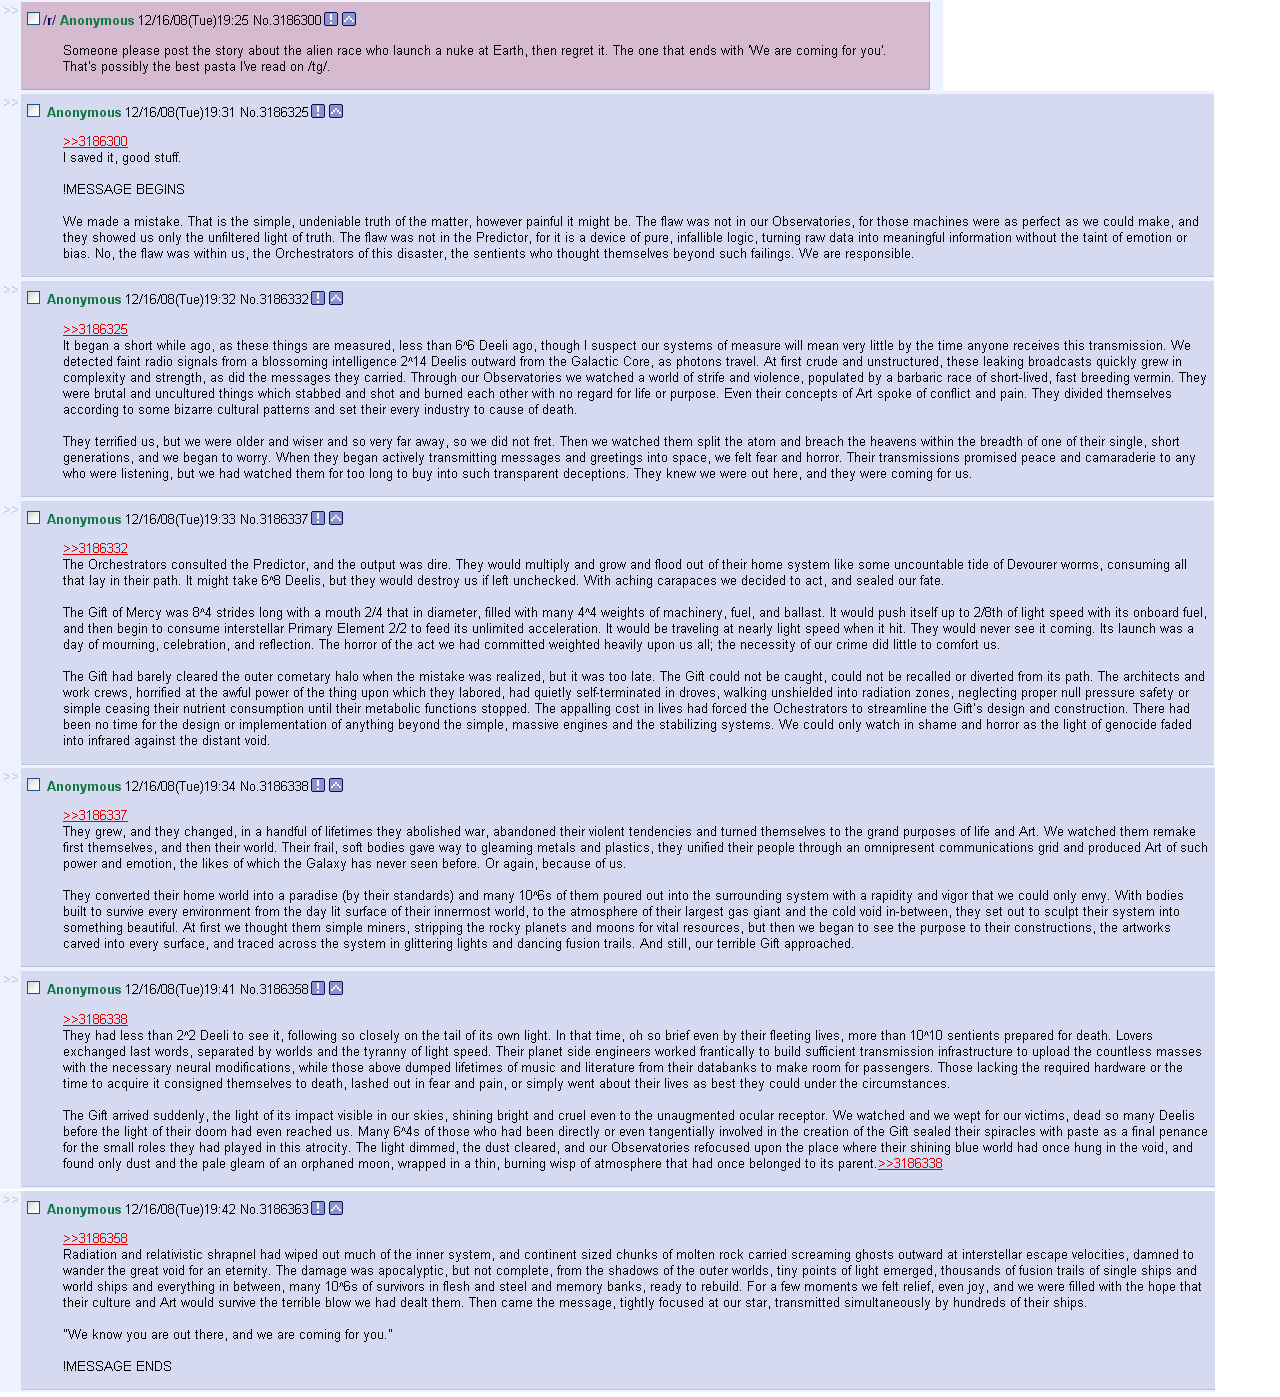 >> /r/ Anonymous 12/16/08(Tue)19:25 No.3186300
Someone please post the story about the alien race who launch a nuke at Earth, then regret it. The one that ends with 'We are coming for you'.
That's possibly the best pasta I've read on /tg/.
>> Anonymous 12/16/08(Tue)19:31 No.3186325
>>3186300
I saved it, good stuff.
!MESSAGE BEGINS
We made a mistake. That is the simple, undeniable truth of the matter, however painful it might be. The flaw was not in our Observatories, for those machines were as perfect as we could make, and
they showed us only the unfiltered light of truth. The flaw was not in the Predictor, for it is a device of pure, infallible logic, turning raw data into meaningful information without the taint of emotion or
bias. No, the flaw was within us, the Orchestrators of this disaster, the sentients who thought themselves beyond such failings. We are responsible.
>> Anonymous 12/16/08(Tue)19:32 No.3186332
>>3186325
It began a short while ago, as these things are measured, less than 6^6 Deeli ago, though I suspect our systems of measure will mean very little by the time anyone receives this transmission. We
detected faint radio signals from a blossoming intelligence 2^14 Deelis outward from the Galactic Core, as photons travel. At first crude and unstructured, these leaking broadcasts quickly grew in
complexity and strength, as did the messages they carried. Through our Observatories we watched a world of strife and violence, populated by a barbaric race of short-lived, fast breeding vermin. They
were brutal and uncultured things which stabbed and shot and burned each other with no regard for life or purpose. Even their concepts of Art spoke of conflict and pain. They divided themselves
according to some bizarre cultural patterns and set their every industry to cause of death.
They terrified us, but we were older and wiser and so very far away, so we did not fret. Then we watched them split the atom and breach the heavens within the breadth of one of their single, short
generations, and we began to worry. When they began actively transmitting messages and greetings into space, we felt fear and horror. Their transmissions promised peace and camaraderie to any
who were listening, but we had watched them for too long to buy into such transparent deceptions. They knew we were out here, and they were coming for us.
>> Anonymous 12/16/08(Tue)19:33 No.3186337
>>3186332
The Orchestrators consulted the Predictor, and the output was dire. They would multiply and grow and flood out of their home system like some uncountable tide of Devourer worms, consuming all
that lay in their path. It might take 6^8 Deelis, but they would destroy us if left unchecked. With aching carapaces we decided to act, and sealed our fate.
The Gift of Mercy was 8^4 strides long with a mouth 2/4 that in diameter, filled with many 4^4 weights of machinery, fuel, and ballast. It would push itself up to 2/8th of light speed with its onboard fuel,
and then begin to consume interstellar Primary Element 2/2 to feed its unlimited acceleration. It would be traveling at nearly light speed when it hit. They would never see it coming. Its launch was a
day of mourning, celebration, and reflection. The horror of the act we had committed weighted heavily upon us all; the necessity of our crime did little to comfort us.
The Gift had barely cleared the outer cometary halo when the mistake was realized, but it was too late. The Gift could not be caught, could not be recalled or diverted from its path. The architects and
work crews, horrified at the awful power of the thing upon which they labored, had quietly self-terminated in droves, walking unshielded into radiation zones, neglecting proper null pressure safety or
simple ceasing their nutrient consumption until their metabolic functions stopped. The appalling cost in lives had forced the Ochestrators to streamline the Gift's design and construction. There had
been no time for the design or implementation of anything beyond the simple, massive engines and the stabilizing systems. We could only watch in shame and horror as the light of genocide faded
into infrared against the distant void.
>> Anonymous 12/16/08(Tue)19:34 No.3186338
>>3186337
They grew, and they changed, in a handful of lifetimes they abolished war, abandoned their violent tendencies and turned themselves to the grand purposes of life and Art. We watched them remake
first themselves, and then their world. Their frail, soft bodies gave way to gleaming metals and plastics, they unified their people through an omnipresent communications grid and produced Art of such
power and emotion, the likes of which the Galaxy has never seen before. Or again, because of us.
They converted their home world into a paradise (by their standards) and many 10^6s of them poured out into the surrounding system with a rapidity and vigor that we could only envy. With bodies
built to survive every environment from the day lit surface of their innermost world, to the atmosphere of their largest gas giant and the cold void in-between, they set out to sculpt their system into
something beautiful. At first we thought them simple miners, stripping the rocky planets and moons for vital resources, but then we began to see the purpose to their constructions, the artworks
carved into every surface, and traced across the system in glittering lights and dancing fusion trails. And still, our terrible Gift approached.
>> Anonymous 12/16/08(Tue)19:41 No.3186358
>>3186338
They had less than 2^2 Deeli to see it, following so closely on the tail of its own light. In that time, oh so brief even by their fleeting lives, more than 10^10 sentients prepared for death. Lovers
exchanged last words, separated by worlds and the tyranny of light speed. Their planet side engineers worked frantically to build sufficient transmission infrastructure to upload the countless masses
with the necessary neural modifications, while those above dumped lifetimes of music and literature from their databanks to make room for passengers. Those lacking the required hardware or the
time to acquire it consigned themselves to death, lashed out in fear and pain, or simply went about their lives as best they could under the circumstances.
The Gift arrived suddenly, the light of its impact visible in our skies, shining bright and cruel even to the unaugmented ocular receptor. We watched and we wept for our victims, dead so many Deelis
before the light of their doom had even reached us. Many 6^4s of those who had been directly or even tangentially involved in the creation of the Gift sealed their spiracles with paste as a final penance
for the small roles they had played in this atrocity. The light dimmed, the dust cleared, and our Observatories refocused upon the place where their shining blue world had once hung in the void, and
found only dust and the pale gleam of an orphaned moon, wrapped in a thin, burning wisp of atmosphere that had once belonged to its parent.>>3186338
>> Anonymous 12/16/08(Tue)19:42 No.3186363
>>3186358
Radiation and relativistic shrapnel had wiped out much of the inner system, and continent sized chunks of molten rock carried screaming ghosts outward at interstellar escape velocities, damned to
wander the great void for an eternity. The damage was apocalyptic, but not complete, from the shadows of the outer worlds, tiny points of light emerged, thousands of fusion trails of single ships and
world ships and everything in between, many 10^6s of survivors in flesh and steel and memory banks, ready to rebuild. For a few moments we felt relief, even joy, and we were filled with the hope that
their culture and Art would survive the terrible blow we had dealt them. Then came the message, tightly focused at our star, transmitted simultaneously by hundreds of their ships.
"We know you are out there, and we are coming for you."
!MESSAGE ENDS